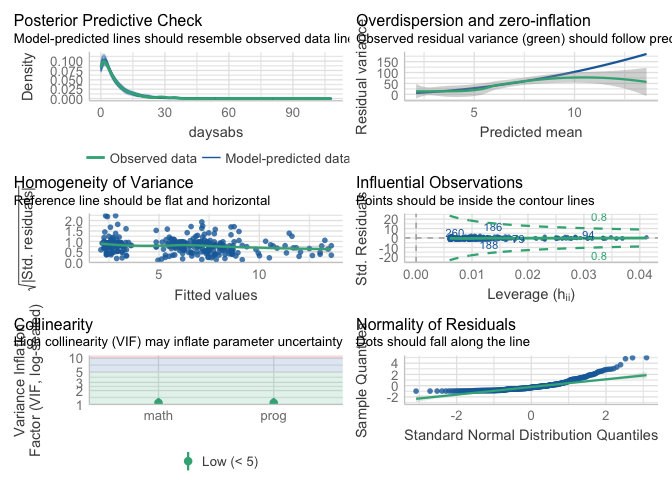 Posterior Predictive Check
Model-predicted lines should resemble observed data line
Density
0.100
0.075
0.050
0.025
0.000
0 30 60 90
daysabs
Observed data Model-predicted data
Overdispersion and zero-inflation
Observed residual variance (green) should follow pred
Residual variance
150
100
50
0
5 10
Predicted mean
Homogeneity of Variance
Reference line should be flat and horizontal
√|Std. residuals|
2.0
1.5
1.0
0.5
0.0
5 10
Fitted values
Influential Observations
Points should be inside the contour lines
Std. Residuals
20
10
0
-10
-20
0.8
186
260 79 94
188
0.8
0.00 0.01 0.02 0.03 0.04
Leverage (hii)
Collinearity
High collinearity (VIF) may inflate parameter uncertainty
Variance Inflation
Factor (VIF, log-scaled)
10
5
3
2
1
math prog
Low (< 5)
Normality of Residuals
Dots should fall along the line
Sample Quantiles
4
2
0
-2
-2 0 2
Standard Normal Distribution Quantiles